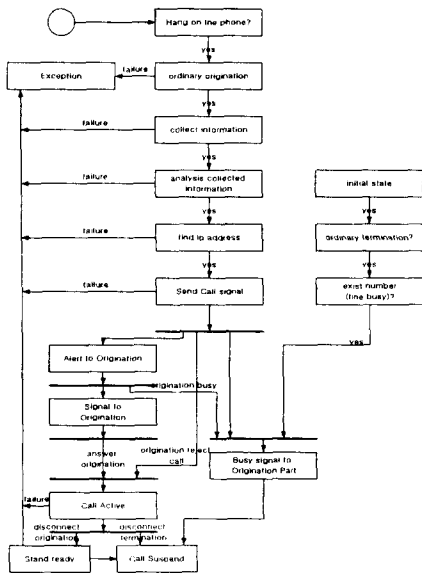 Hang on the phone?
yes
Exception
failure
ordinary origination
yes
failure
collect information
yes
failure
analysis collected
information
initial state
yes
yes
failure
find Ip address
ordinary termination?
yes
yes
failure
Send Call signal
exist number
(line busy)?
yes
Alert to Origination
origination busy
Signal to
Origination
answer
origination
origination reject
call
Busy signal to
Origination Part
failure
Call Active
disconnect
origination
disconnect
termination
Stand ready
Call Suspend